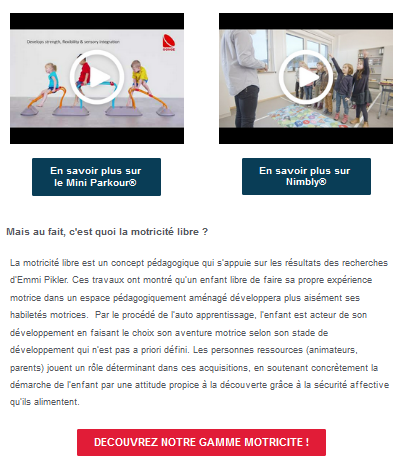 Develops strength, flexibility & sensory integration
En savoir plus sur
le Mini Parkour®
En savoir plus sur
Nimbly®
Mais au fait, c'est quoi la motricité libre ?
La motricité libre est un concept pédagogique qui s'appuie sur les résultats des recherches
d'Emmi Pikler. Ces travaux ont montré qu'un enfant libre de faire sa propre expérience
motrice dans un espace pédagogiquement aménagé développera plus aisément ses
habiletés motrices. Par le procédé de l'auto apprentissage, l'enfant est acteur de son
développement en faisant le choix son aventure motrice selon son stade de
développement qui n'est pas a priori défini. Les personnes ressources (animateurs,
parents) jouent un rôle déterminant dans ces acquisitions, en soutenant concrètement la
démarche de l'enfant par une attitude propice à la découverte grâce à la sécurité affective
qu'ils alimentent.
DECOUVREZ NOTRE GAMME MOTRICITE !